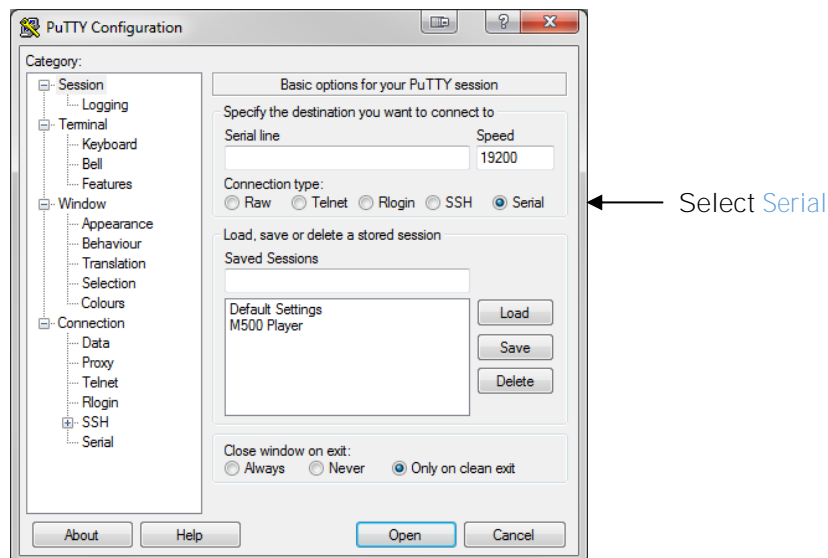 PuTTY Configuration
Category:
Session
Logging
Terminal
Keyboard
Bell
Features
Window
Appearance
Behaviour
Translation
Selection
Colours
Connection
Data
Proxy
Telnet
Rlogin
SSH
Serial
Basic options for your PuTTY session
Specify the destination you want to connect to
Serial line Speed
19200
Connection type:
Raw Telnet Rlogin SSH Serial
Select Serial
Load, save or delete a stored session
Saved Sessions
Default Settings
M500 Player
Load
Save
Delete
Close window on exit:
Always Never Only on clean exit
About Help Open Cancel